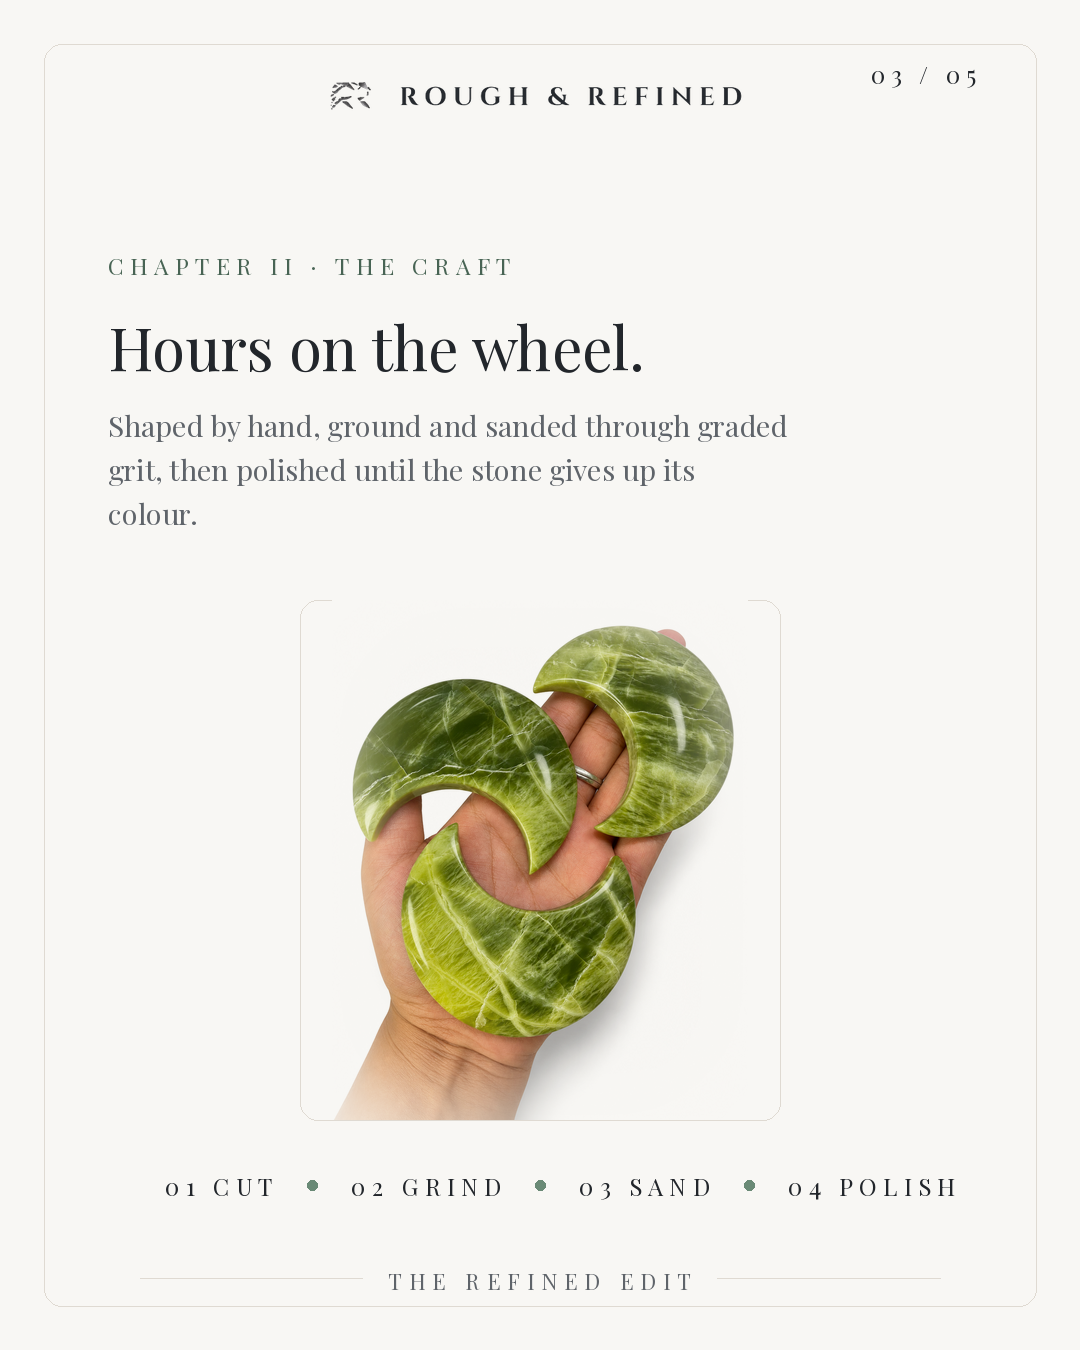 ROUGH & REFINED
03 / 05
CHAPTER II · THE CRAFT
Hours on the wheel.
Shaped by hand, ground and sanded through graded
grit, then polished until the stone gives up its
colour.
01 CUT • 02 GRIND • 03 SAND • 04 POLISH
THE REFINED EDIT